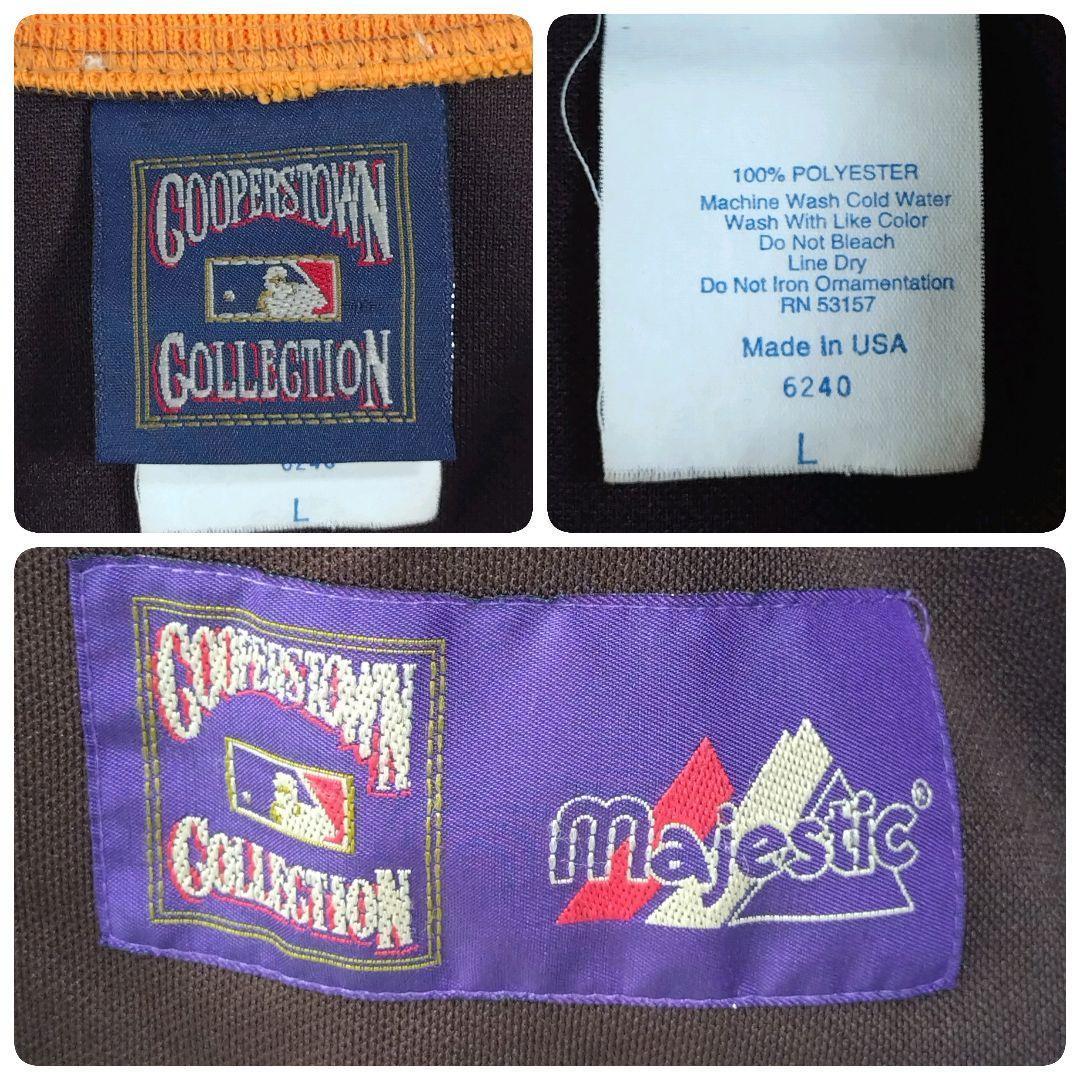 COOPERSTOWN
COLLECTION
6240
L
100% POLYESTER
Machine Wash Cold Water
Wash With Like Color
Do Not Bleach
Line Dry
Do Not Iron Ornamentation
RN 53157
Made In USA
6240
L
COOPERSTOWN
COLLECTION
majestic®